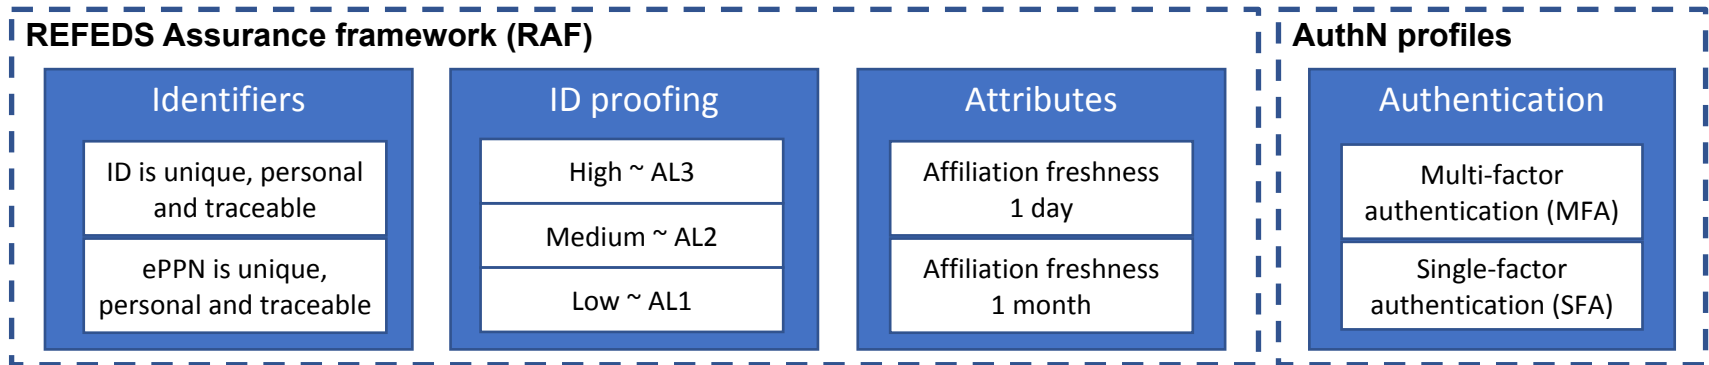 REFEDS Assurance framework (RAF)
Identifiers
ID is unique, personal
and traceable
ePPN is unique,
personal and traceable
ID proofing
High ~ AL3
Medium ~ AL2
Low ~ AL1
Attributes
Affiliation freshness
1 day
Affiliation freshness
1 month
AuthN profiles
Authentication
Multi-factor
authentication (MFA)
Single-factor
authentication (SFA)